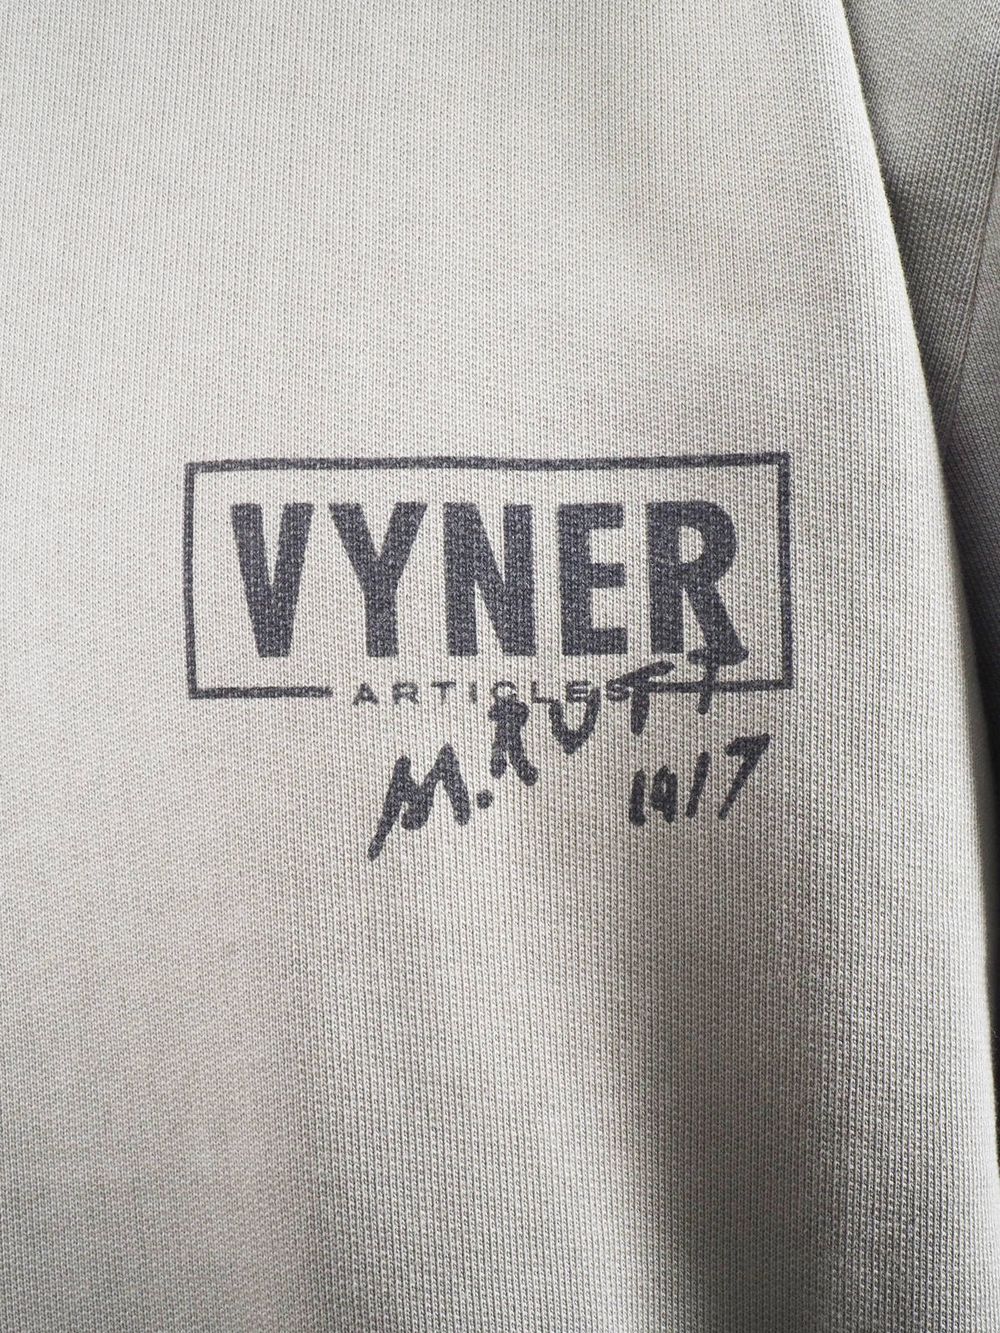 VYNER
ARTICLES
M.RUTT
1917